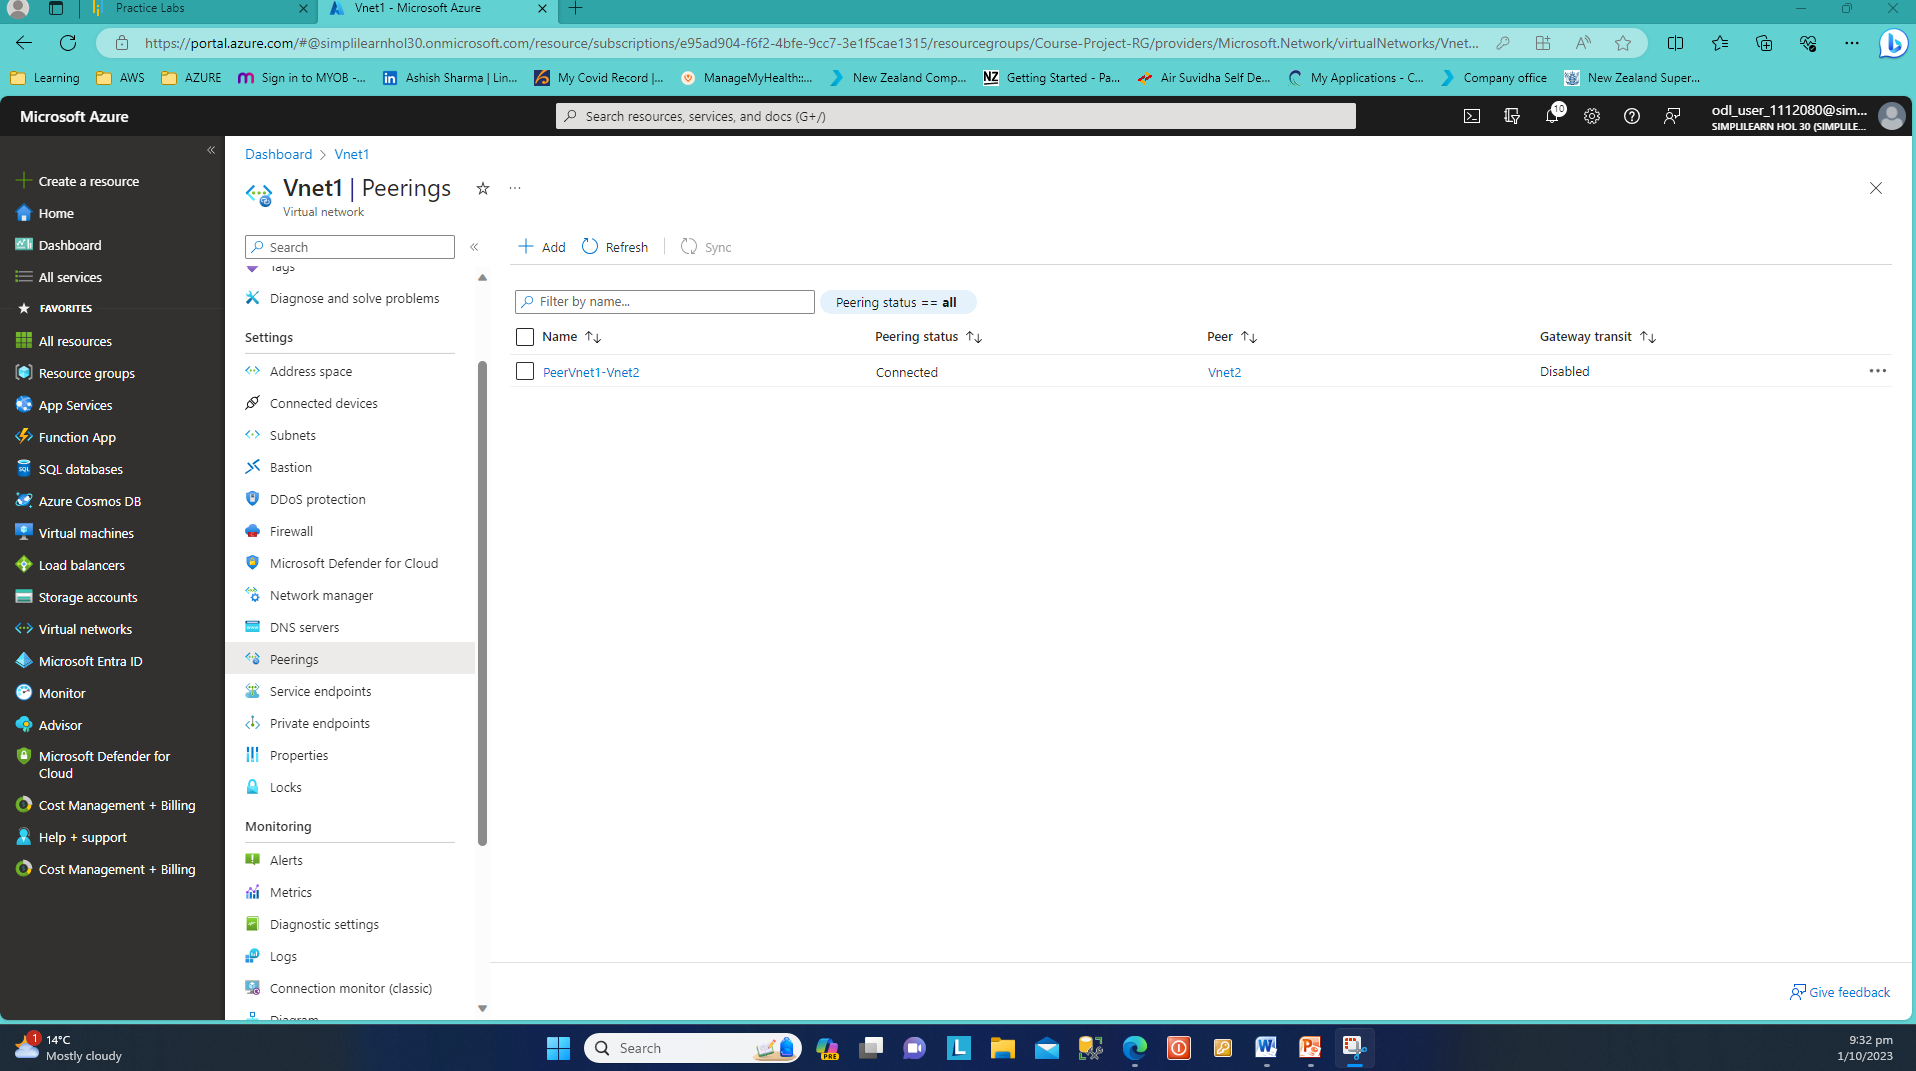 Practice Labs
Vnet1 - Microsoft Azure
https://portal.azure.com/#@simplilearnhol30.onmicrosoft.com/resource/subscriptions/e95ad904-f6f2-4bfe-9cc7-3e1f5cae1315/resourcegroups/Course-Project-RG/providers/Microsoft.Network/virtualNetworks/Vnet...
Learning
AWS
AZURE
Sign in to MYOB -...
Ashish Sharma | Lin...
My Covid Record |...
ManageMyHealth::...
New Zealand Comp...
NZ
Getting Started - Pa...
Air Suvidha Self De...
My Applications - C...
Company office
New Zealand Super...
Microsoft Azure
Search resources, services, and docs (G+/)
10
odl_user_1112080@sim...
SIMPLILEARN HOL 30 (SIMPLILE...
Create a resource
Home
Dashboard
All services
FAVORITES
All resources
Resource groups
App Services
Function App
SQL databases
Azure Cosmos DB
Virtual machines
Load balancers
Storage accounts
Virtual networks
Microsoft Entra ID
Monitor
Advisor
Microsoft Defender for
Cloud
Cost Management + Billing
Help + support
Cost Management + Billing
Dashboard > Vnet1
Vnet1 | Peerings
Virtual network
Search
Tags
Diagnose and solve problems
Settings
Address space
Connected devices
Subnets
Bastion
DDoS protection
Firewall
Microsoft Defender for Cloud
Network manager
DNS servers
Peerings
Service endpoints
Private endpoints
Properties
Locks
Monitoring
Alerts
Metrics
Diagnostic settings
Logs
Connection monitor (classic)
Diagram
Add
Refresh
Sync
Filter by name...
Peering status == all
Name
Peering status
Peer
Gateway transit
PeerVnet1-Vnet2
Connected
Vnet2
Disabled
Give feedback
1
14°C
Mostly cloudy
Search
PRE
L
9:32 pm
1/10/2023